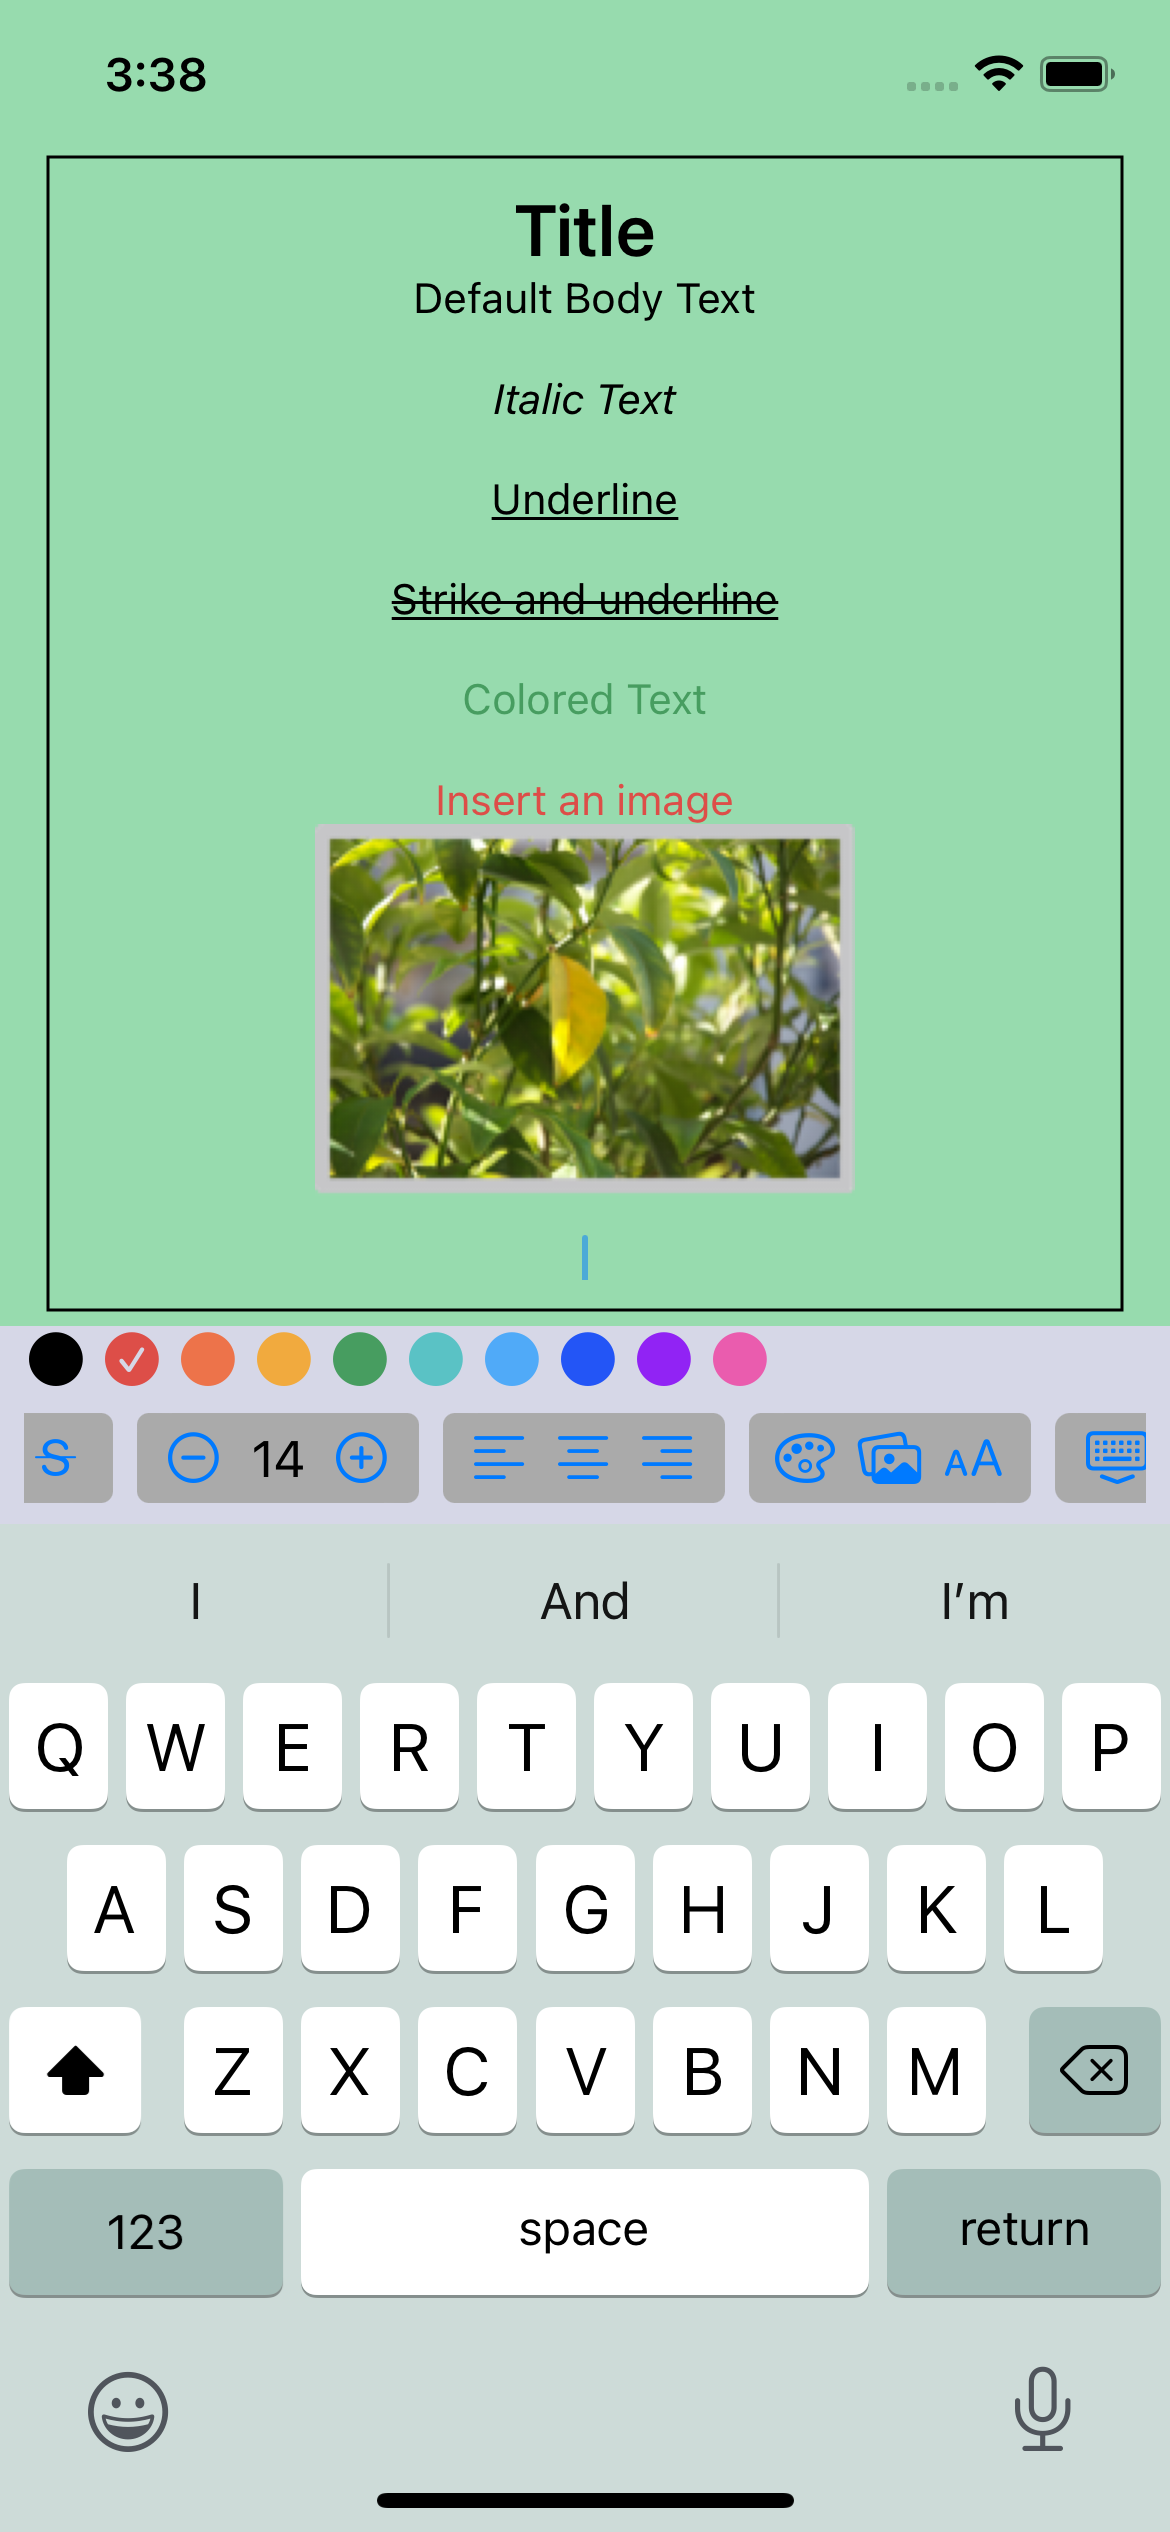 3:38
Title
Default Body Text
Italic Text
Underline
Strike and underline
Colored Text
Insert an image
S 14 AA
I And I’m
Q W E R T Y U I O P
A S D F G H J K L
Z X C V B N M
123 space return